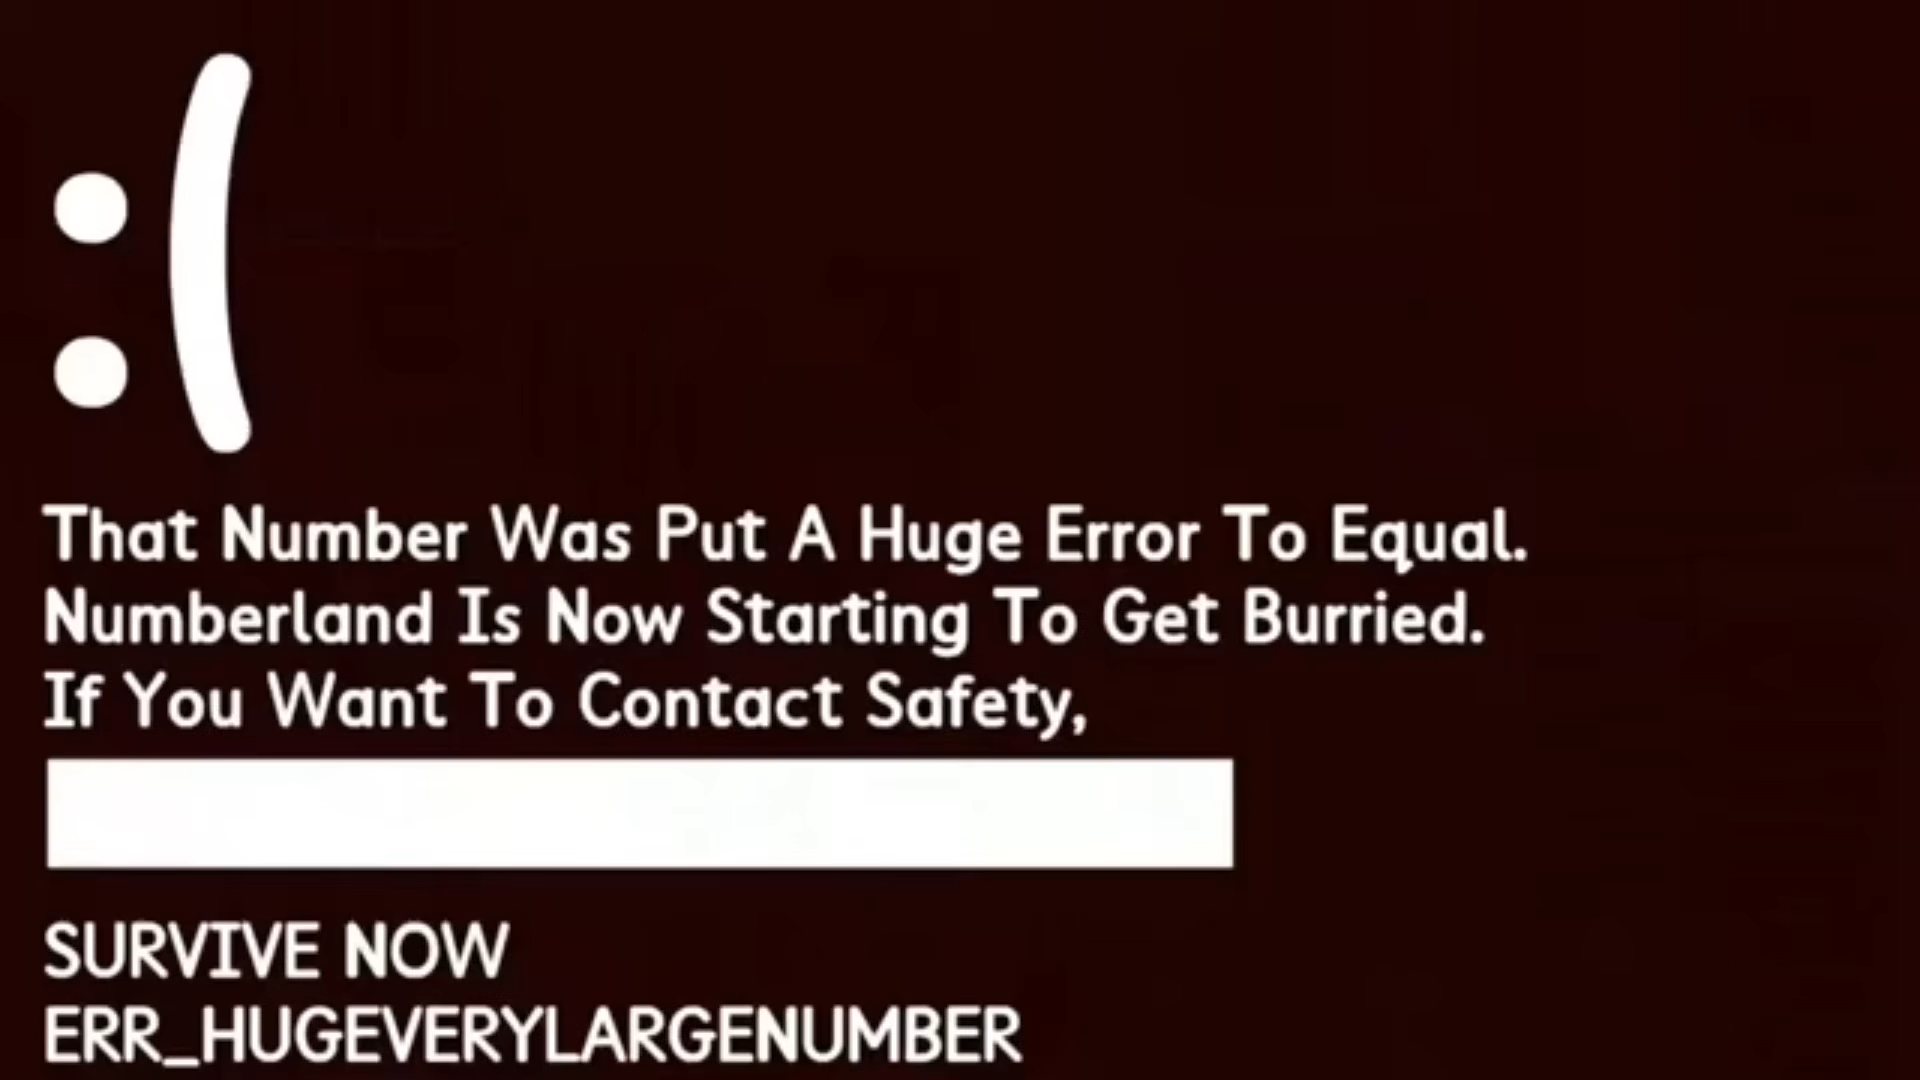 :(
That Number Was Put A Huge Error To Equal.
Numberland Is Now Starting To Get Burried.
If You Want To Contact Safety,
SURVIVE NOW
ERR_HUGEVERYLARGENUMBER